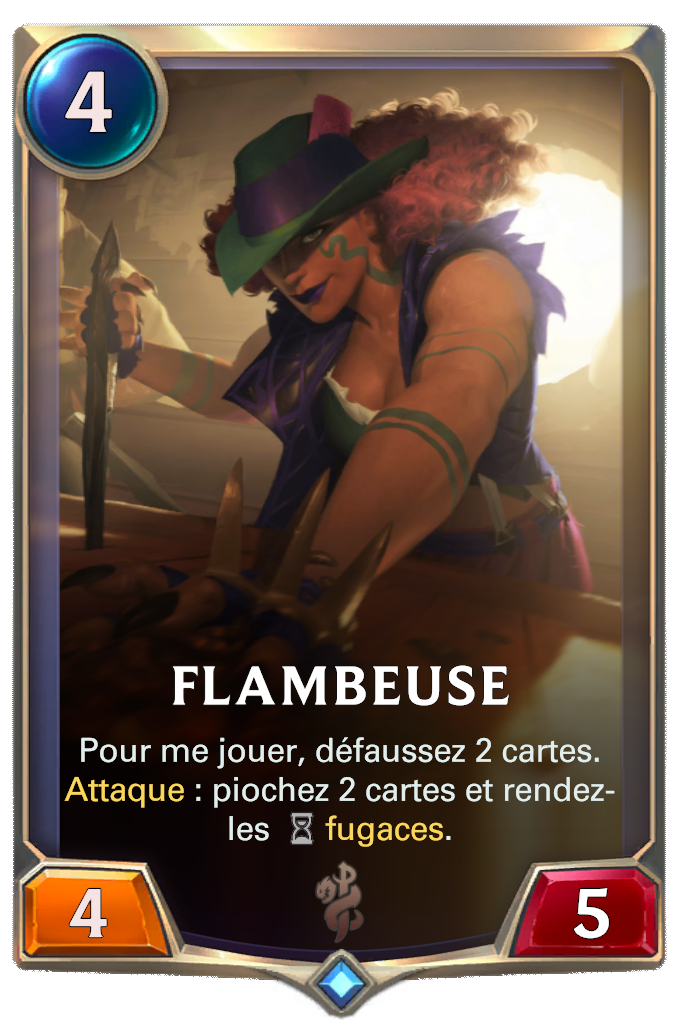 4
FLAMBEUSE
Pour me jouer, défaussez 2 cartes.
Attaque : piochez 2 cartes et rendez-
les fugaces.
4
5